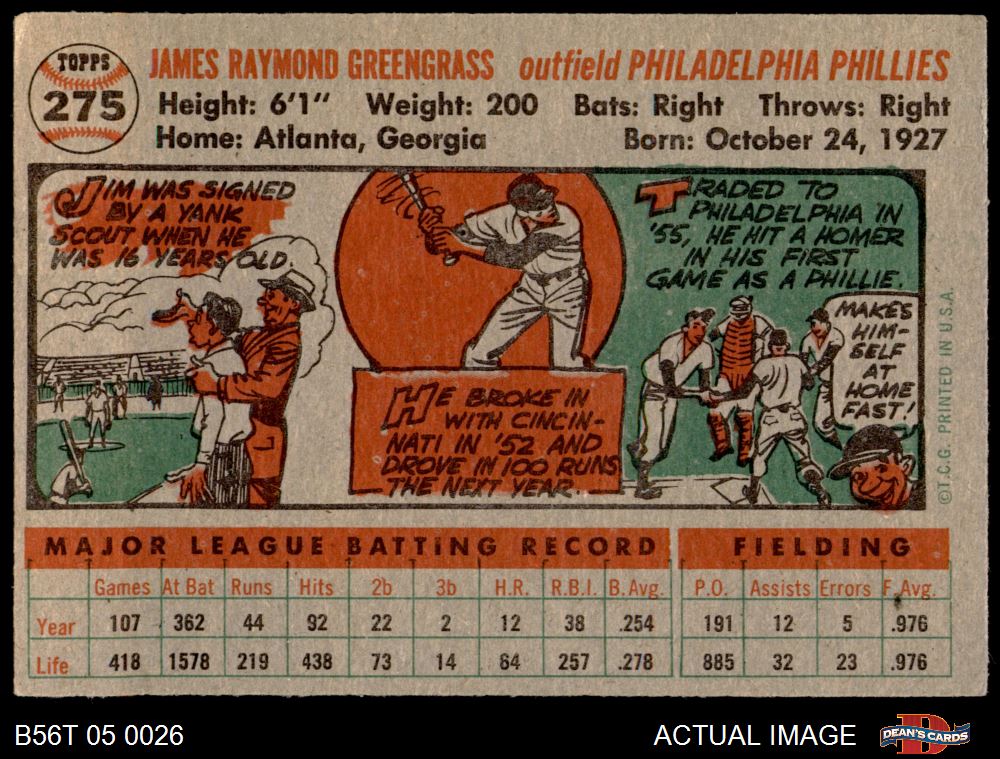 TOPPS
275
JAMES RAYMOND GREENGRASS outfield PHILADELPHIA PHILLIES
Height: 6'1" Weight: 200 Bats: Right Throws: Right
Home: Atlanta, Georgia Born: October 24, 1927
JIM WAS SIGNED
BY A YANK
SCOUT WHEN HE
WAS 16 YEARS OLD.
HE BROKE IN
WITH CINCIN-
NATI IN '52 AND
DROVE IN 100 RUNS
THE NEXT YEAR.
TRADED TO
PHILADELPHIA IN
'55, HE HIT A HOMER
IN HIS FIRST
GAME AS A PHILLIE.
MAKES
HIM-
SELF
AT
HOME
FAST!
©T.C.G. PRINTED IN U.S.A.
MAJOR LEAGUE BATTING RECORD FIELDING
Games At Bat Runs Hits 2b 3b H.R. R.B.I. B.Avg. P.O. Assists Errors F.Avg.
Year 107 362 44 92 22 2 12 38 .254 191 12 5 .976
Life 418 1578 219 438 73 14 64 257 .278 885 32 23 .976
B56T 05 0026 ACTUAL IMAGE DEAN'S CARDS